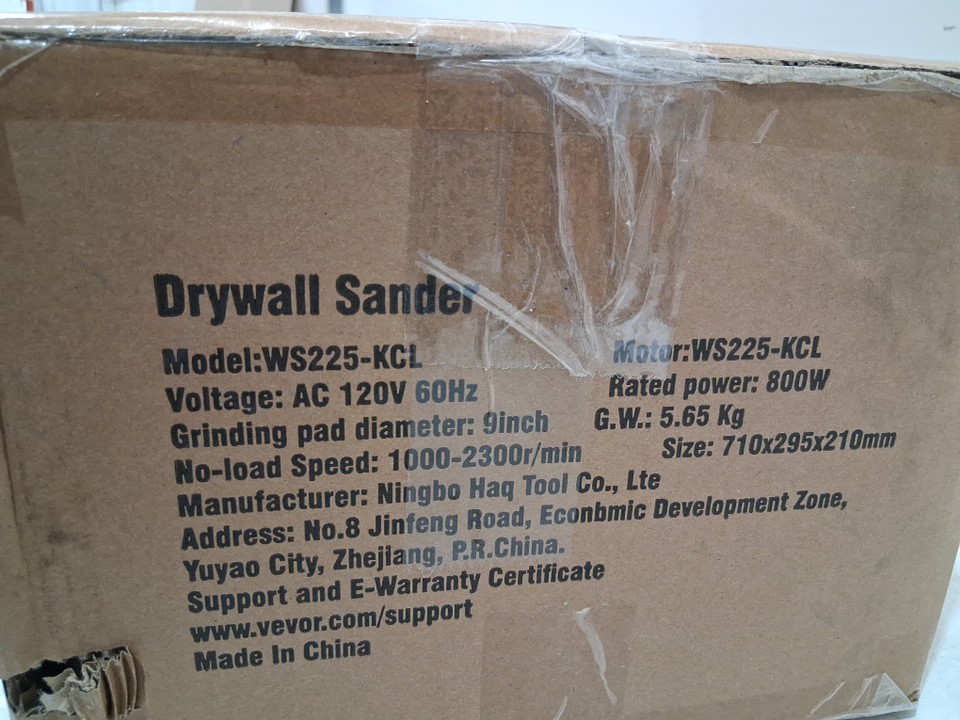 Drywall Sander
Model:WS225-KCL Motor:WS225-KCL
Voltage: AC 120V 60Hz Rated power: 800W
Grinding pad diameter: 9inch G.W.: 5.65 Kg
No-load Speed: 1000-2300r/min Size: 710x295x210mm
Manufacturer: Ningbo Haq Tool Co., Lte
Address: No.8 Jinfeng Road, Econbmic Development Zone,
Yuyao City, Zhejiang, P.R.China.
Support and E-Warranty Certificate
www.vevor.com/support
Made In China